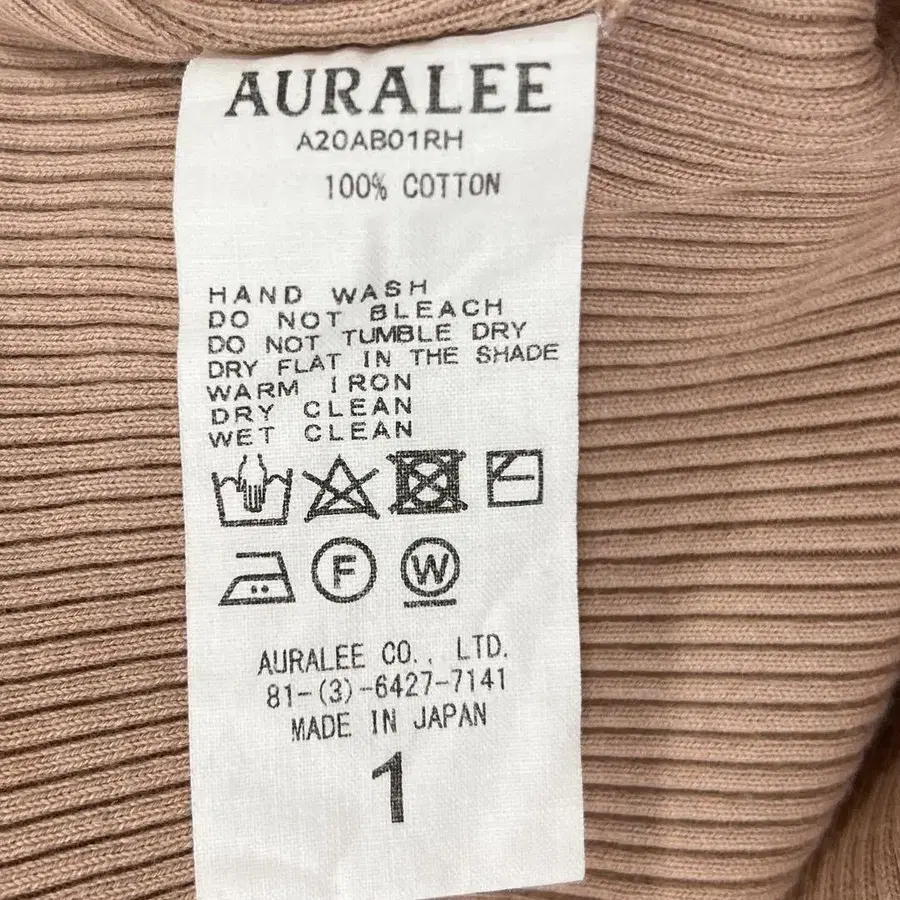 AURALEE
A20AB01RH
100% COTTON
HAND WASH
DO NOT BLEACH
DO NOT TUMBLE DRY
DRY FLAT IN THE SHADE
WARM IRON
DRY CLEAN
WET CLEAN
F W
AURALEE CO., LTD.
81-(3)-6427-7141
MADE IN JAPAN
1